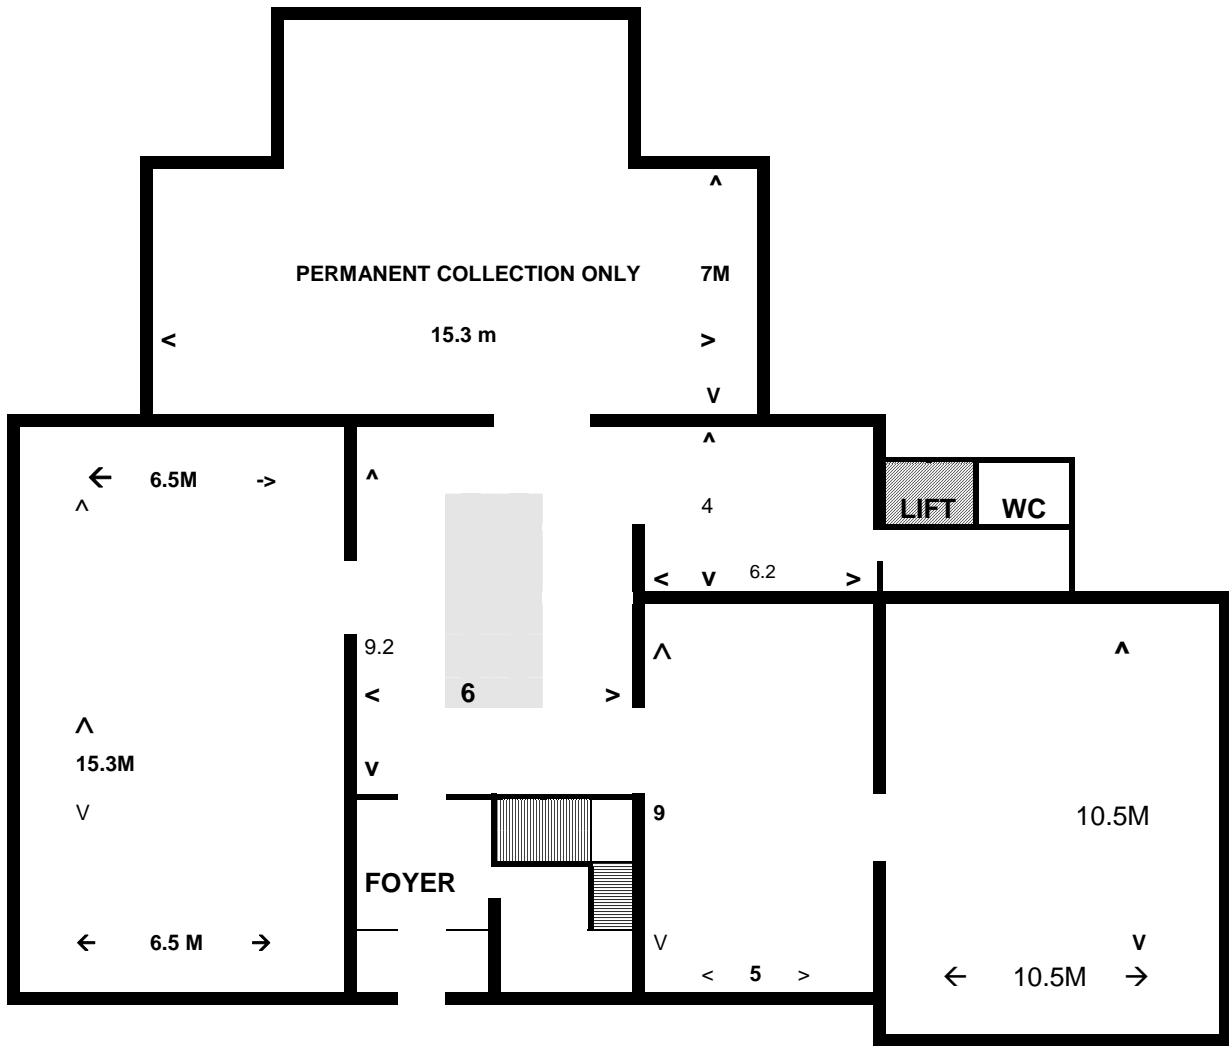 ^
PERMANENT COLLECTION ONLY 7M
< 15.3 m >
V
^
← 6.5M -> ^
^ 4
LIFT WC
< v 6.2 >
9.2 ^ ^
< 6 >
^
15.3M v
V 9 10.5M
FOYER
← 6.5 M → V v
< 5 > ← 10.5M →